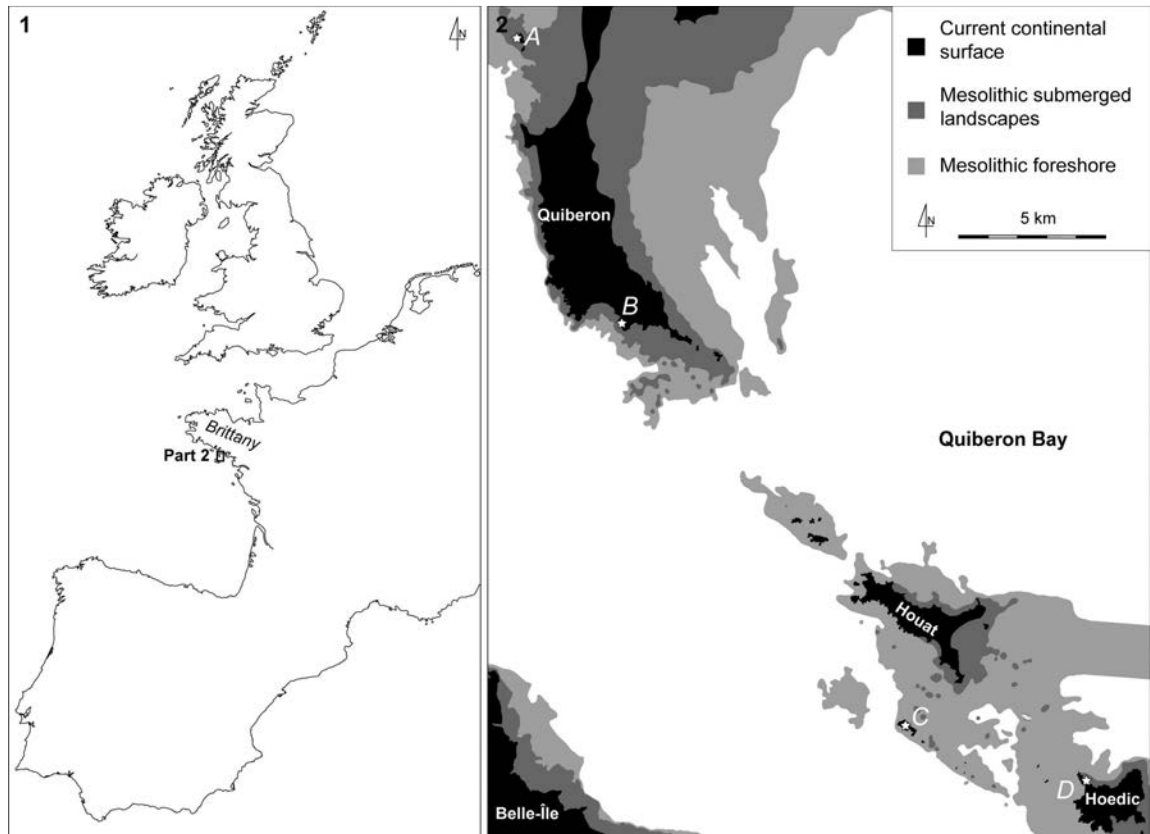 1
N
Brittany
Part 2
2
A
Quiberon
B
Quiberon Bay
Houat
C
D
Hoedic
Belle-Île
Current continental
surface
Mesolithic submerged
landscapes
Mesolithic foreshore
N
5 km